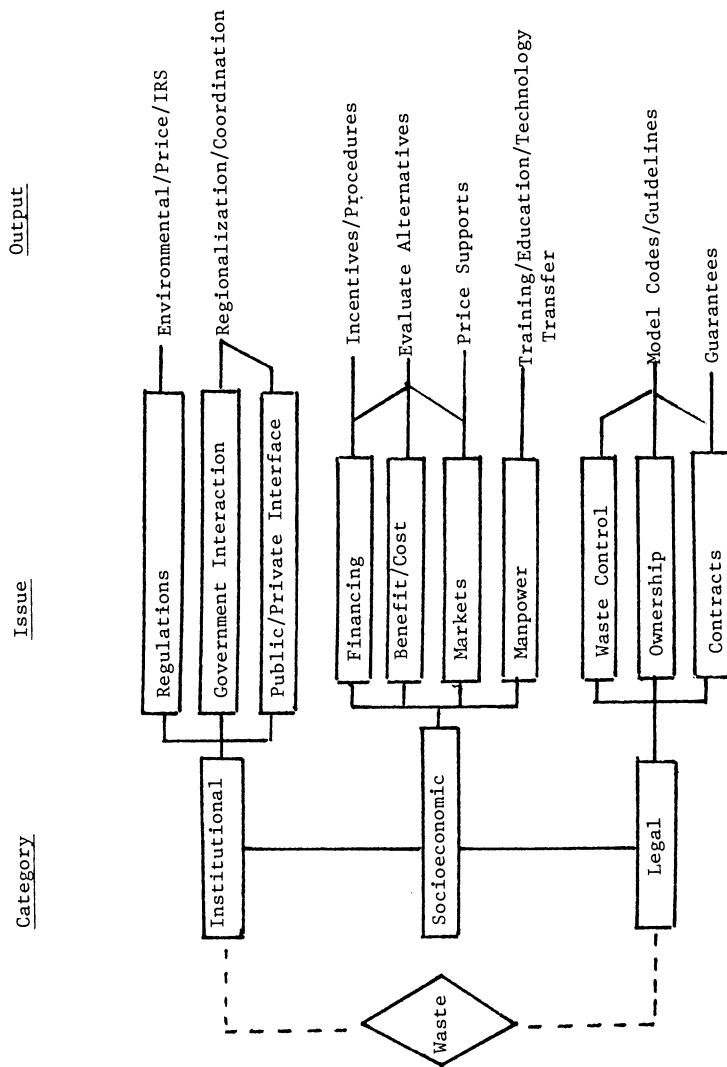 Category
Issue
Output
Waste
Institutional
Regulations
Environmental/Price/IRS
Government Interaction
Regionalization/Coordination
Public/Private Interface
Socioeconomic
Financing
Incentives/Procedures
Benefit/Cost
Evaluate Alternatives
Markets
Price Supports
Manpower
Training/Education/Technology
Transfer
Legal
Waste Control
Ownership
Model Codes/Guidelines
Contracts
Guarantees